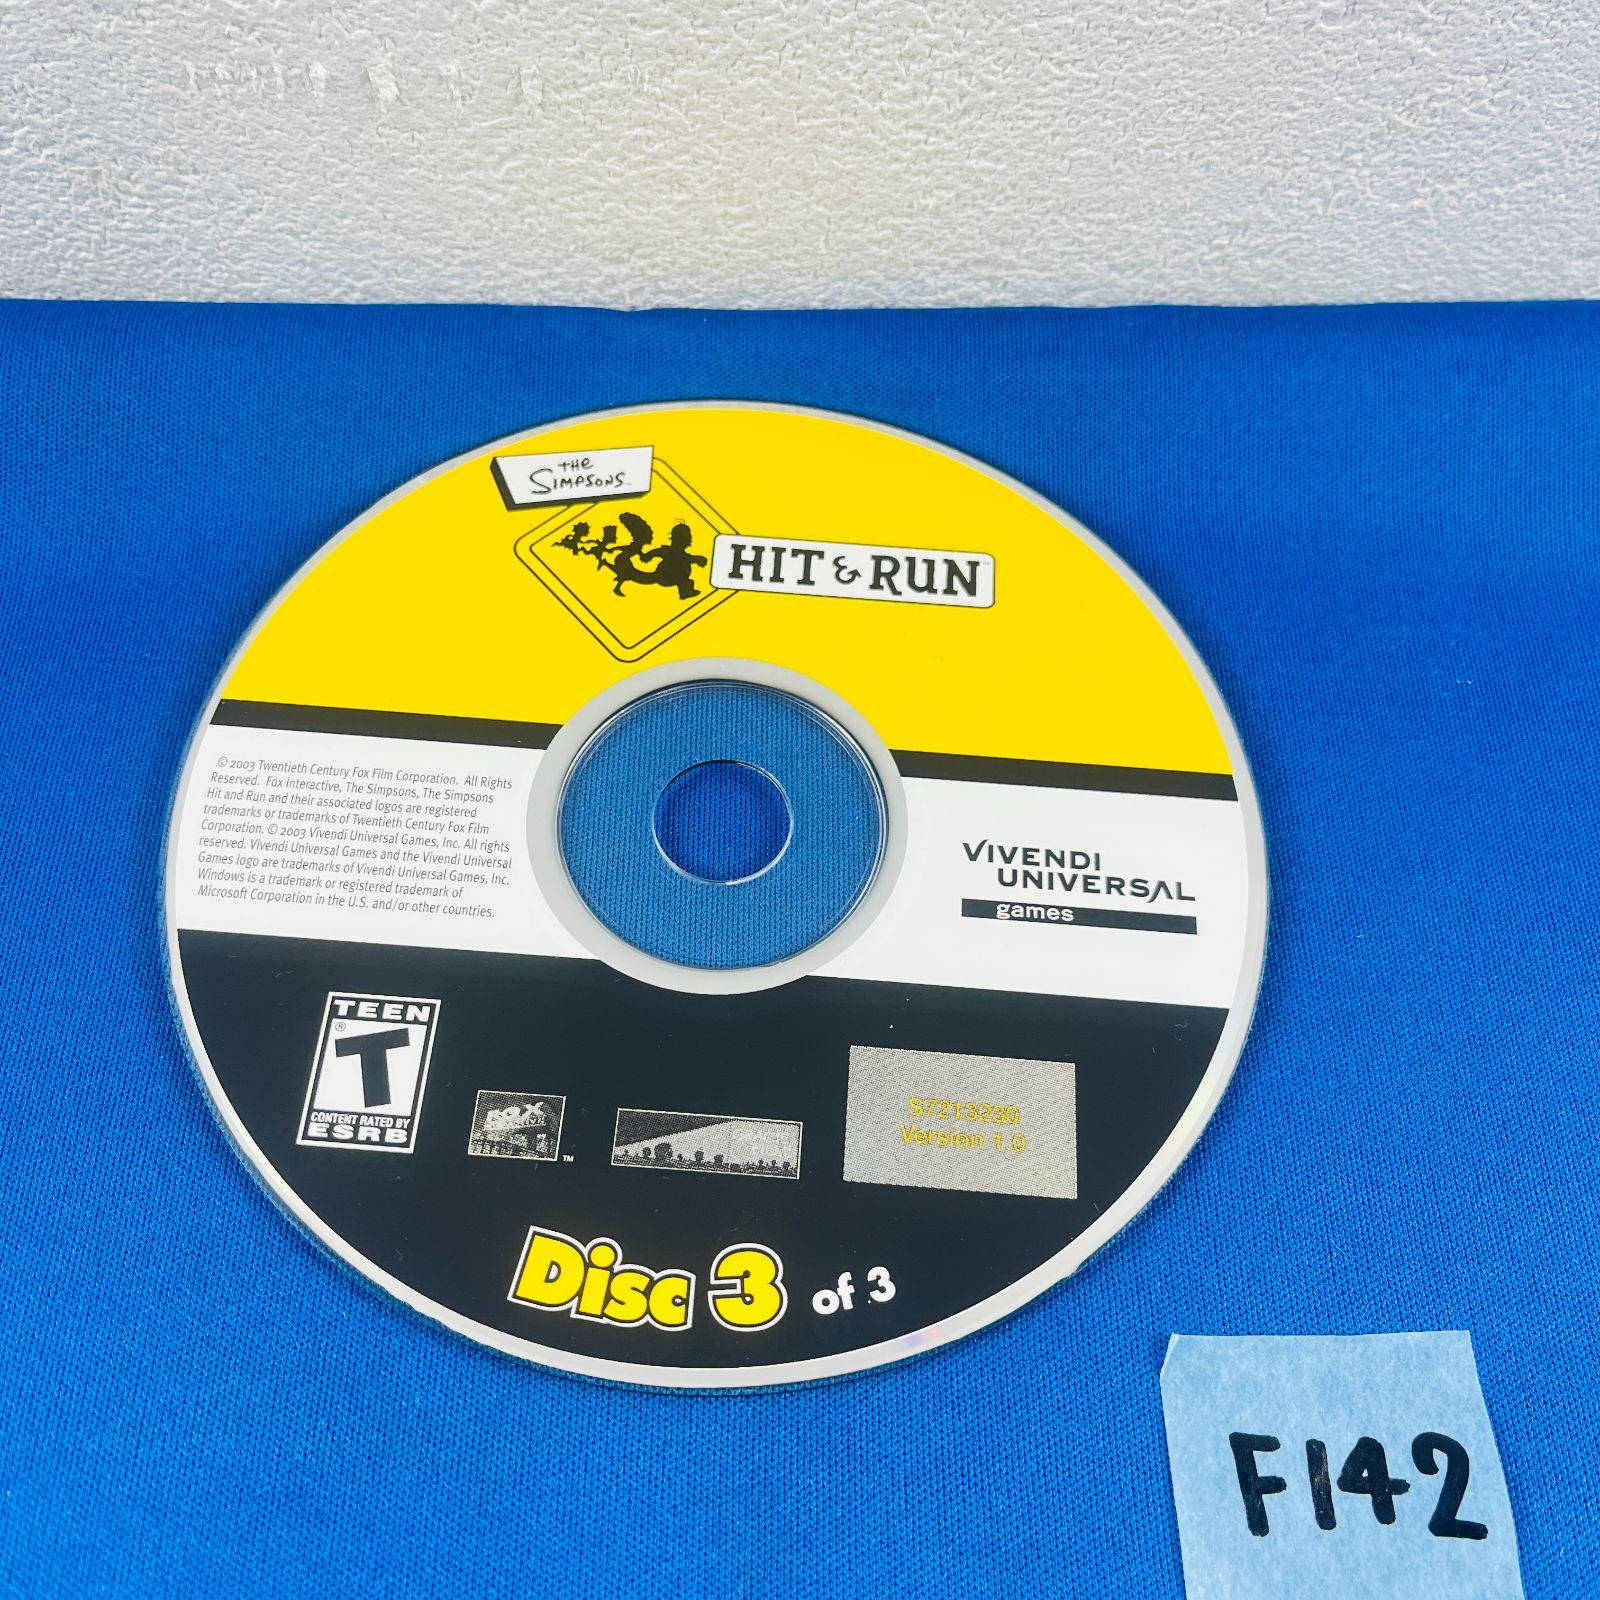 THE
SIMPSONS™
HIT & RUN™
© 2003 Twentieth Century Fox Film Corporation. All Rights
Reserved. Fox Interactive, The Simpsons, The Simpsons
Hit and Run and their associated logos are registered
trademarks or trademarks of Twentieth Century Fox Film
Corporation. © 2003 Vivendi Universal Games, Inc. All rights
reserved. Vivendi Universal Games and the Vivendi Universal
Games logo are trademarks of Vivendi Universal Games, Inc.
Windows is a trademark or registered trademark of
Microsoft Corporation in the U.S. and/or other countries.
VIVENDI
UNIVERSAL
games
TEEN
T®
CONTENT RATED BY
ESRB
FOX
™
S7213230
Version 1.0
Disc 3 of 3
F142